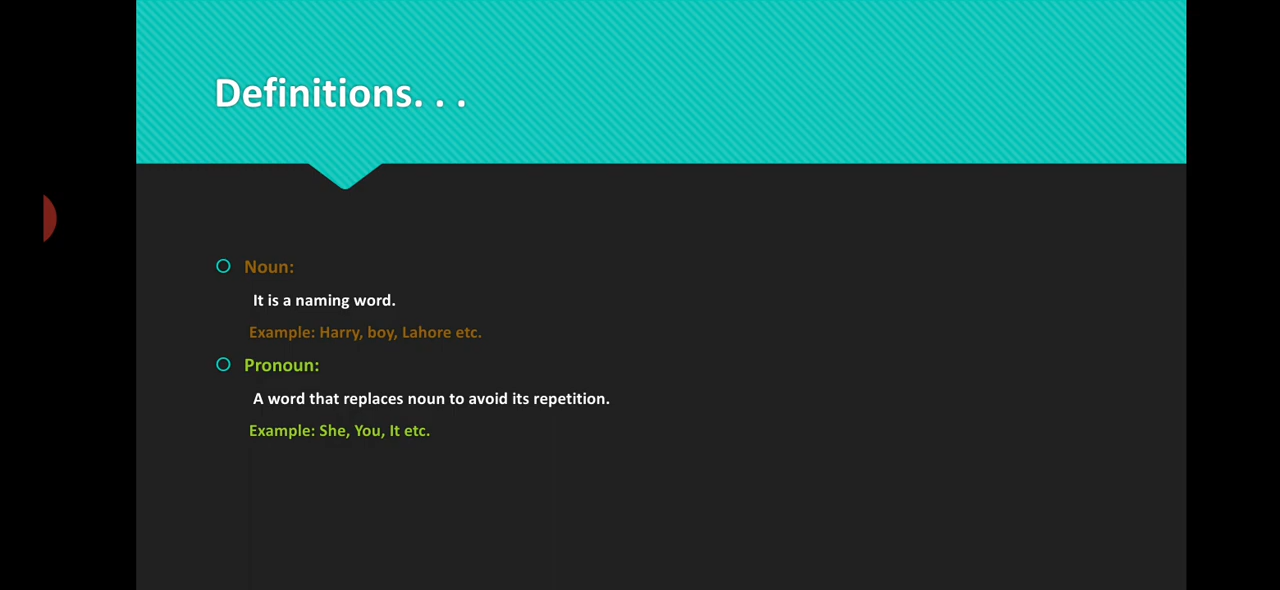 Definitions. . .
Noun:
It is a naming word.
Example: Harry, boy, Lahore etc.
Pronoun:
A word that replaces noun to avoid its repetition.
Example: She, You, It etc.